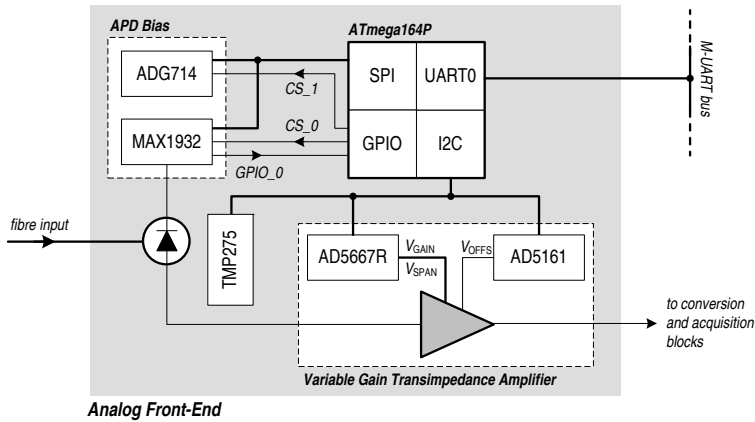 APD Bias
ATmega164P
ADG714
SPI
UART0
CS_1
M-UART bus
MAX1932
CS_0
GPIO
I2C
GPIO_0
fibre input
TMP275
AD5667R
VGAIN
VSPAN
VOFFS
AD5161
to conversion
and acquisition
blocks
Variable Gain Transimpedance Amplifier
Analog Front-End